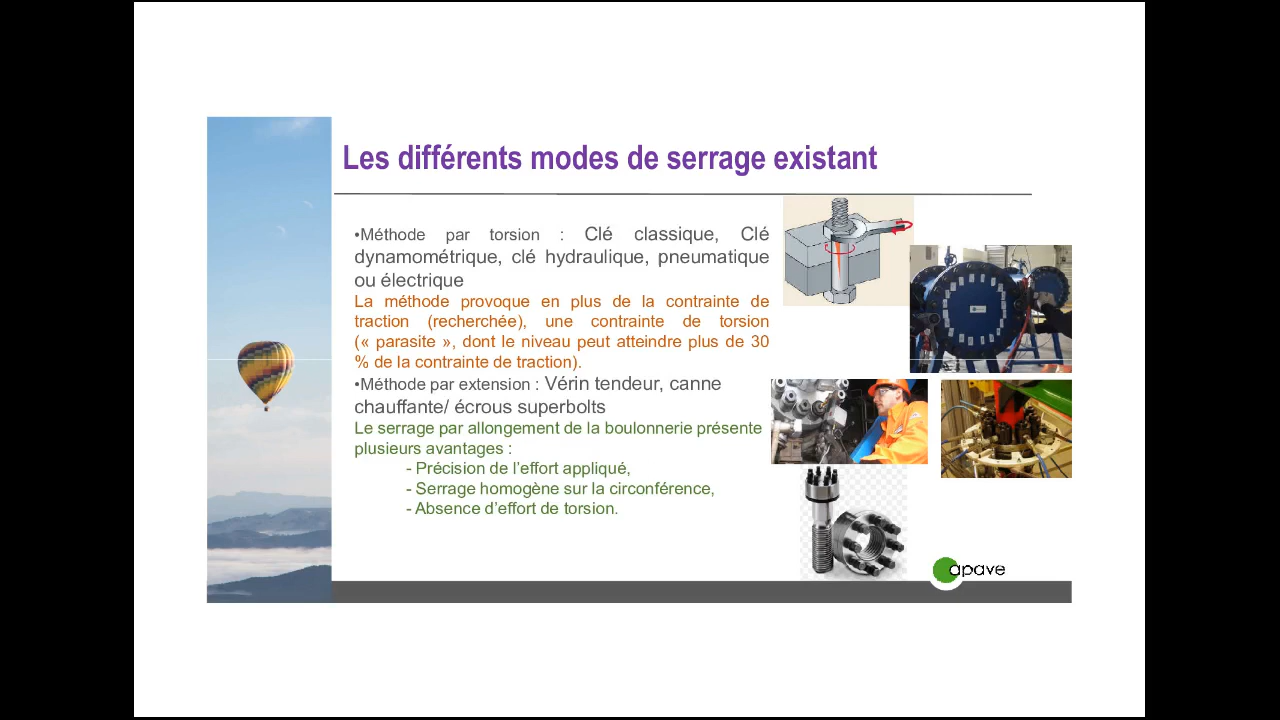 Les différents modes de serrage existant
•Méthode par torsion : Clé classique, Clé
dynamométrique, clé hydraulique, pneumatique
ou électrique
La méthode provoque en plus de la contrainte de
traction (recherchée), une contrainte de torsion
(« parasite », dont le niveau peut atteindre plus de 30
% de la contrainte de traction).
•Méthode par extension : Vérin tendeur, canne
chauffante/ écrous superbolts
Le serrage par allongement de la boulonnerie présente
plusieurs avantages :
- Précision de l'effort appliqué,
- Serrage homogène sur la circonférence,
- Absence d'effort de torsion.
apave